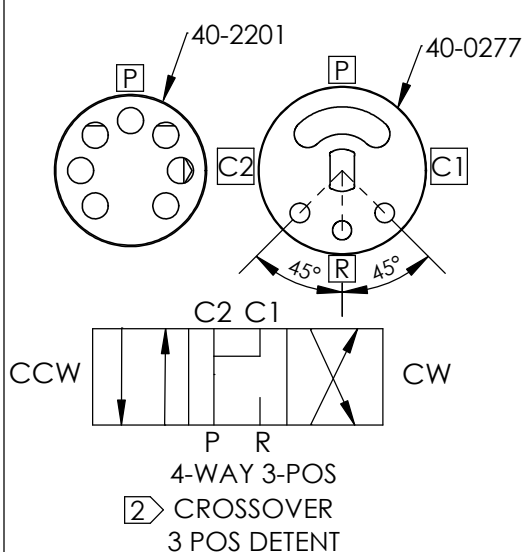 40-2201
40-0277
P
P
C2
C1
45°
R
45°
C2 C1
CCW
CW
P R
4-WAY 3-POS
2 CROSSOVER
3 POS DETENT